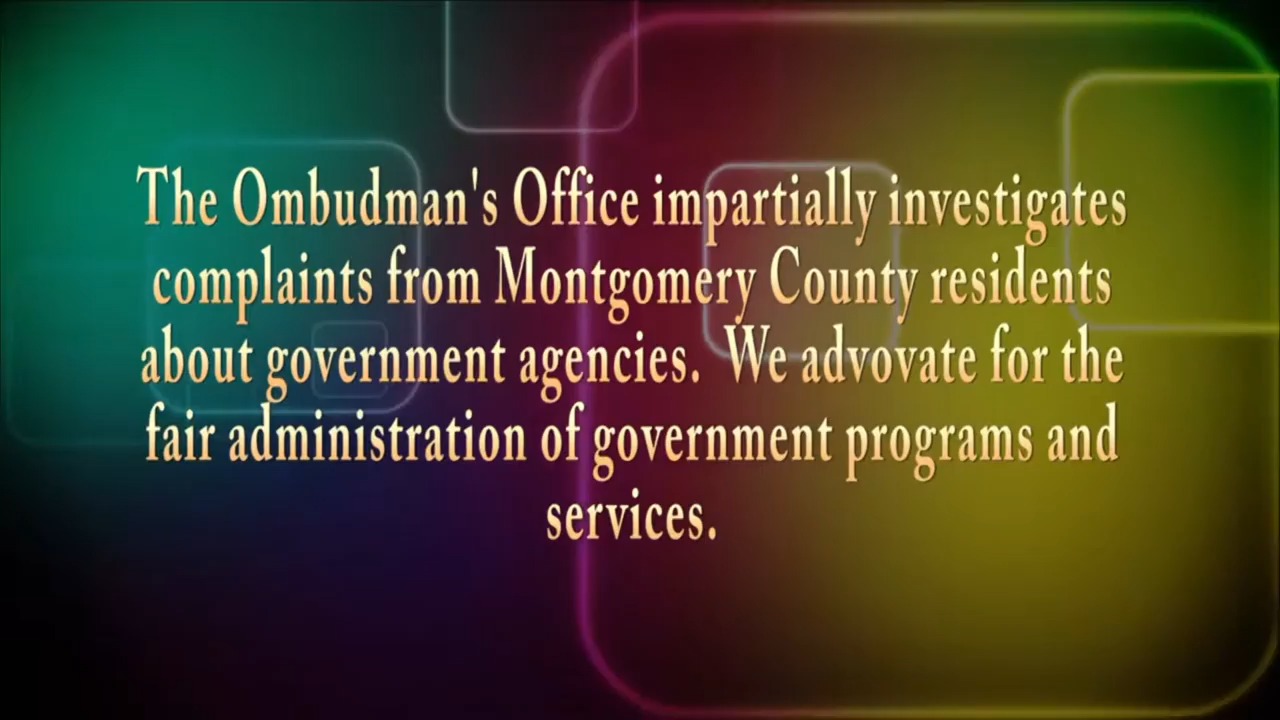 The Ombudman's Office impartially investigates
complaints from Montgomery County residents
about government agencies.  We advovate for the
fair administration of government programs and
services.